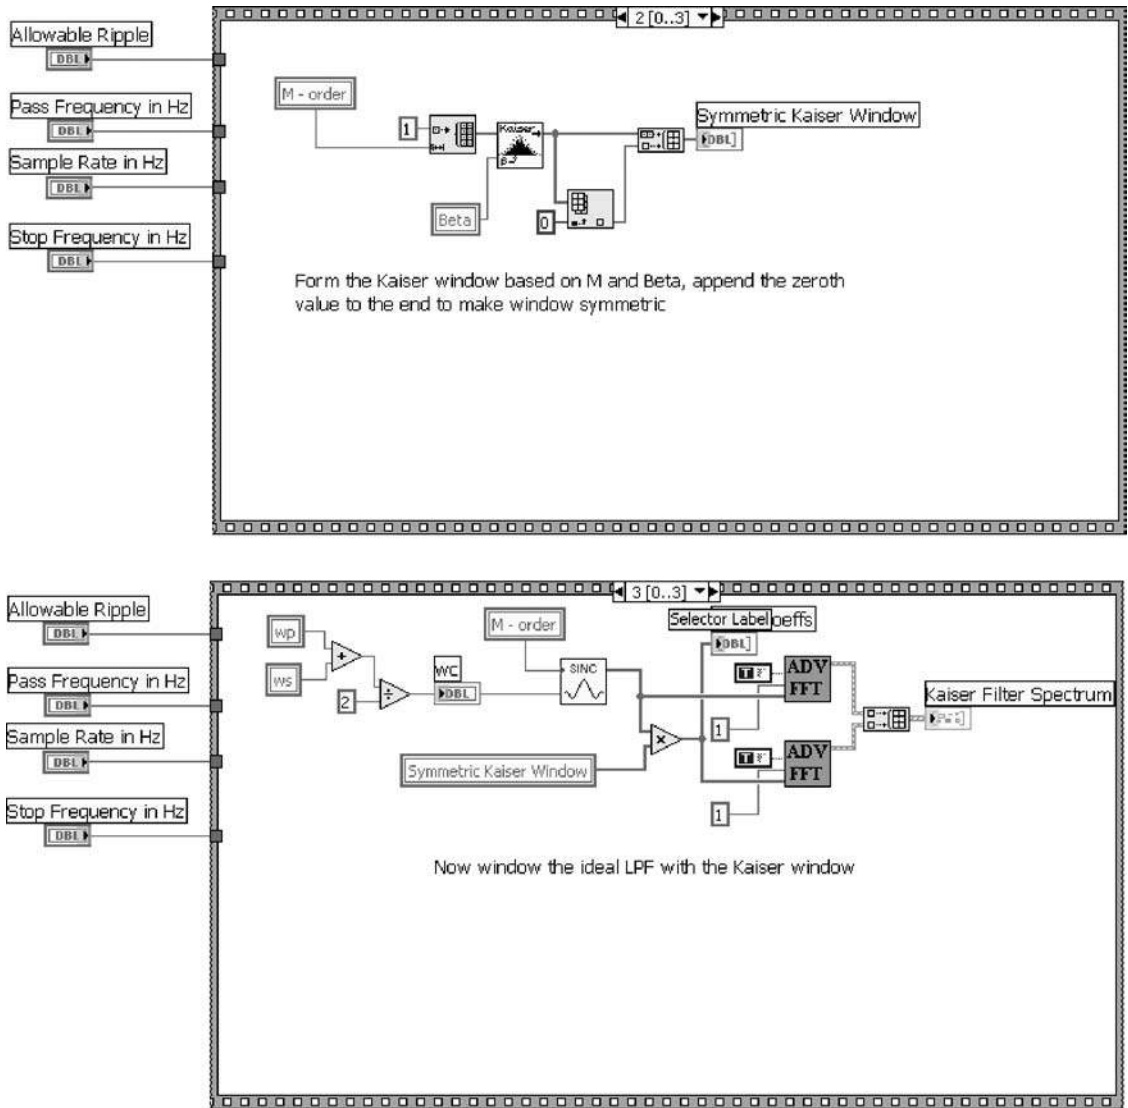 2 [0..3]
Allowable Ripple
DBL
Pass Frequency in Hz
DBL
Sample Rate in Hz
DBL
Stop Frequency in Hz
DBL
M - order
1
Kaiser
β
Beta
0
Symmetric Kaiser Window
DBL
Form the Kaiser window based on M and Beta, append the zeroth
value to the end to make window symmetric
3 [0..3]
Allowable Ripple
DBL
Pass Frequency in Hz
DBL
Sample Rate in Hz
DBL
Stop Frequency in Hz
DBL
wp
ws
+
÷
2
wc
DBL
M - order
SINC
Selector Label oeffs
DBL
T
ADV
FFT
1
×
Symmetric Kaiser Window
T
ADV
FFT
1
Kaiser Filter Spectrum
Now window the ideal LPF with the Kaiser window